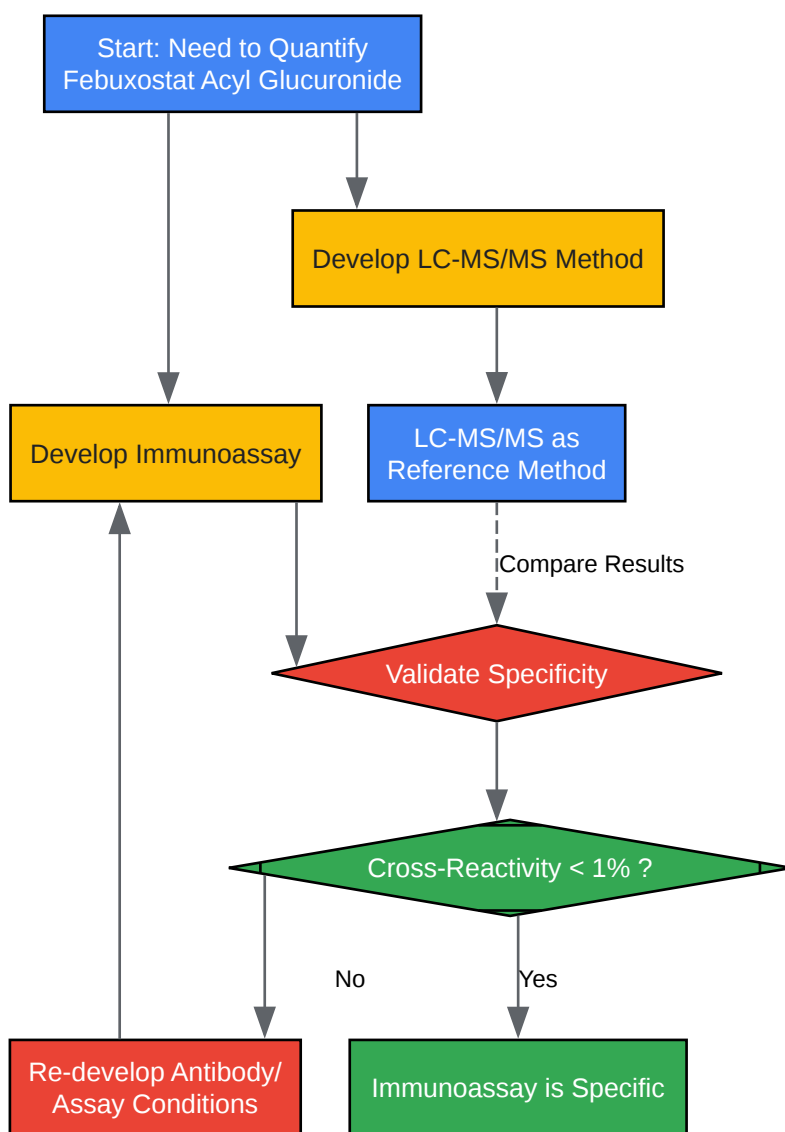 Start: Need to Quantify
Febuxostat Acyl Glucuronide
Develop LC-MS/MS Method
Develop Immunoassay
LC-MS/MS as
Reference Method
Compare Results
Validate Specificity
Cross-Reactivity < 1% ?
No
Yes
Re-develop Antibody/
Assay Conditions
Immunoassay is Specific